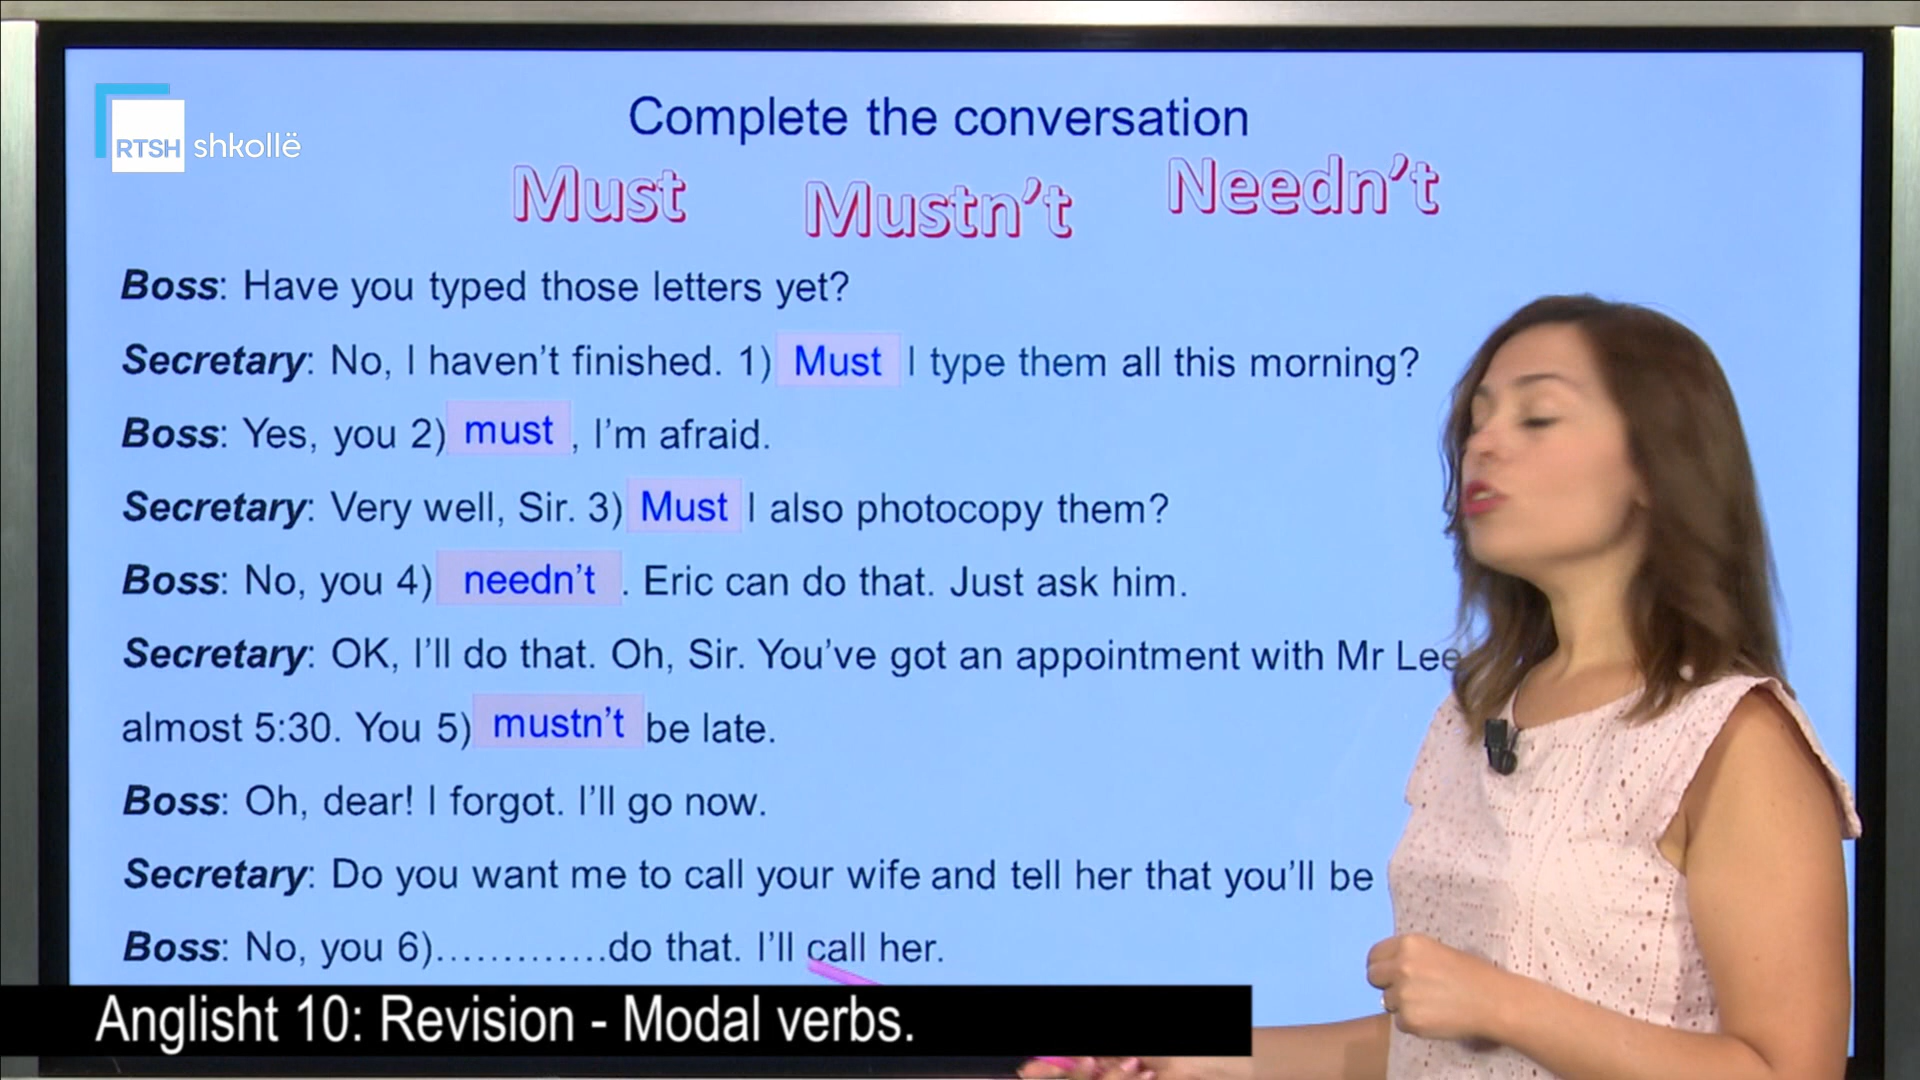 RTSH shkollë
Complete the conversation
Must Mustn't Needn't
Boss: Have you typed those letters yet?
Secretary: No, I haven't finished. 1) Must I type them all this morning?
Boss: Yes, you 2) must , I'm afraid.
Secretary: Very well, Sir. 3) Must I also photocopy them?
Boss: No, you 4) needn't . Eric can do that. Just ask him.
Secretary: OK, I'll do that. Oh, Sir. You've got an appointment with Mr Lee
almost 5:30. You 5) mustn't be late.
Boss: Oh, dear! I forgot. I'll go now.
Secretary: Do you want me to call your wife and tell her that you'll be
Boss: No, you 6).............do that. I'll call her.
Anglisht 10: Revision - Modal verbs.